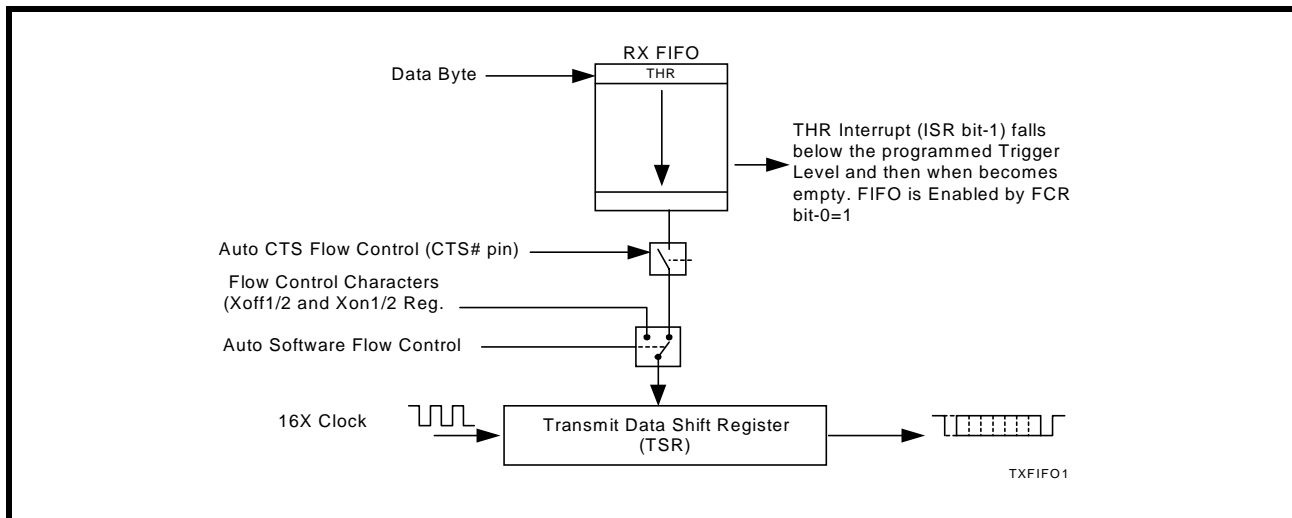 RX FIFO
THR
Data Byte
THR Interrupt (ISR bit-1) falls
below the programmed Trigger
Level and then when becomes
empty. FIFO is Enabled by FCR
bit-0=1
Auto CTS Flow Control (CTS# pin)
Flow Control Characters
(Xoff1/2 and Xon1/2 Reg.
Auto Software Flow Control
16X Clock
Transmit Data Shift Register
(TSR)
TXFIFO1